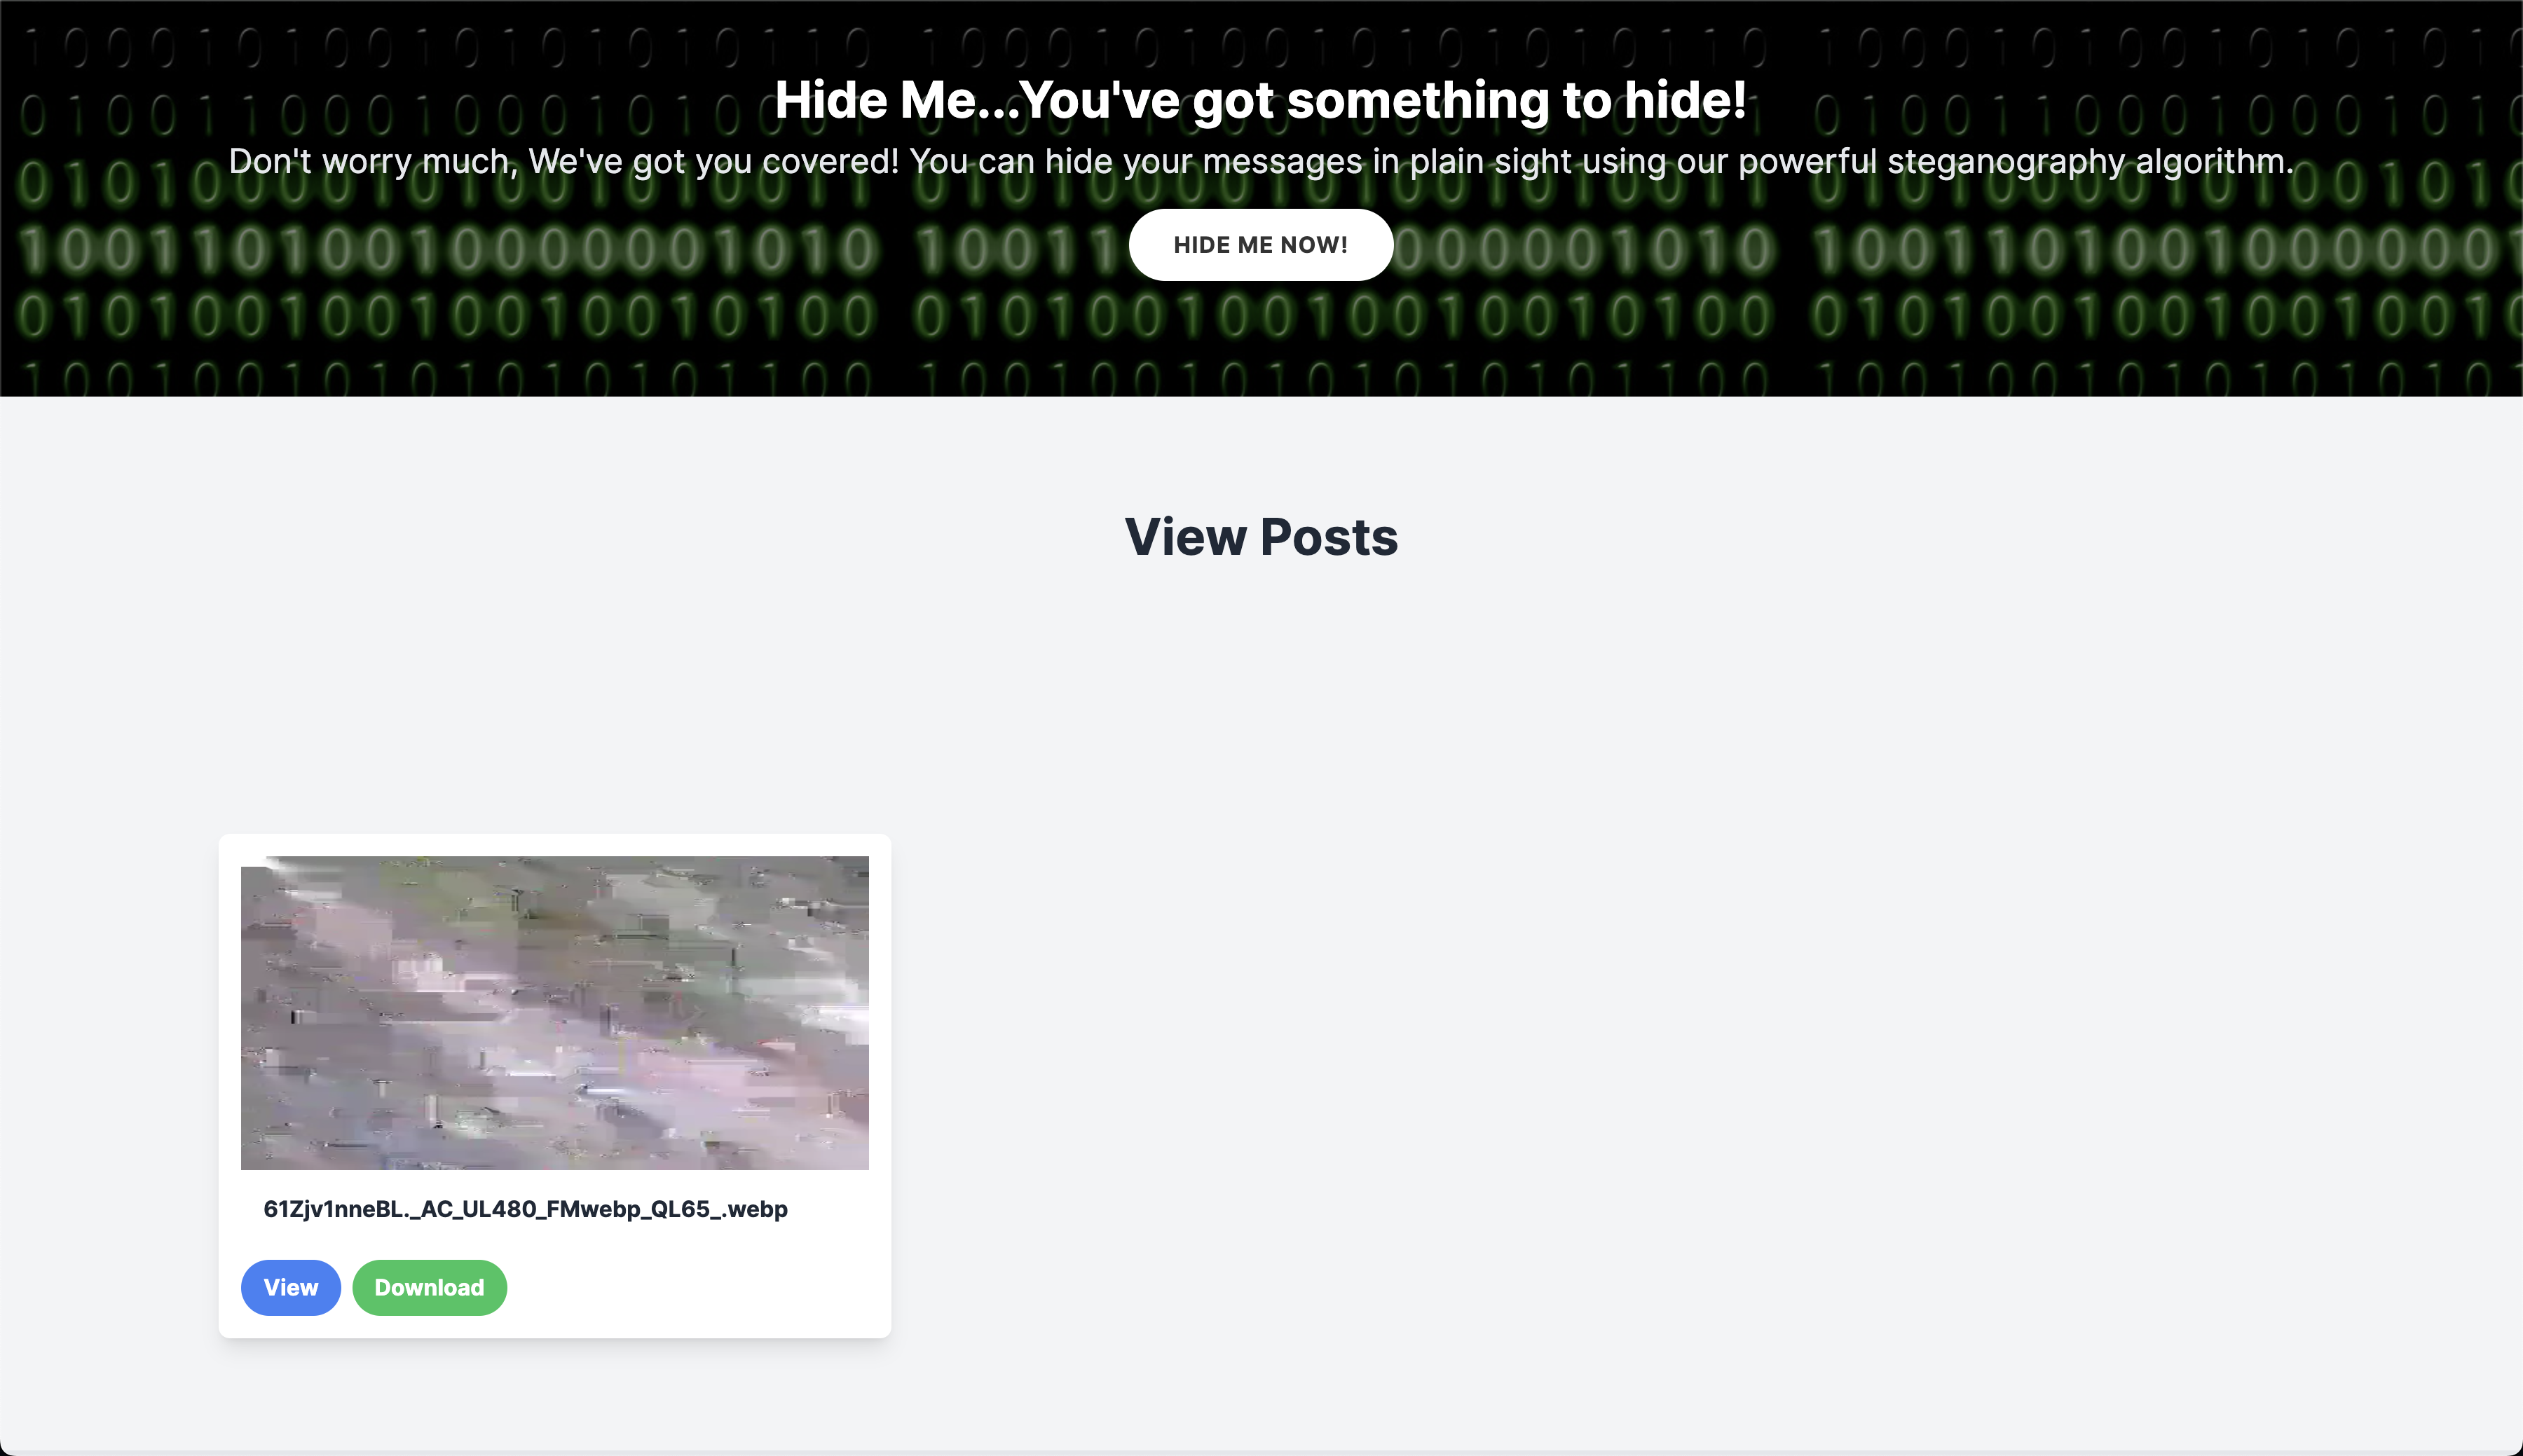 Hide Me...You've got something to hide!
Don't worry much, We've got you covered! You can hide your messages in plain sight using our powerful steganography algorithm.
HIDE ME NOW!
View Posts
61Zjv1nneBL._AC_UL480_FMwebp_QL65_.webp
View
Download